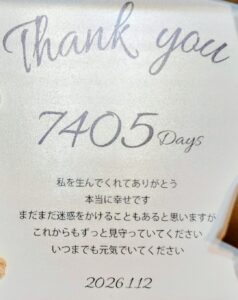 Thank you
7405 Days
私を生んでくれてありがとう
本当に幸せです
まだまだ迷惑をかけることもあると思いますが
これからもずっと見守っていてください
いつまでも元気でいてください
2026.1.12